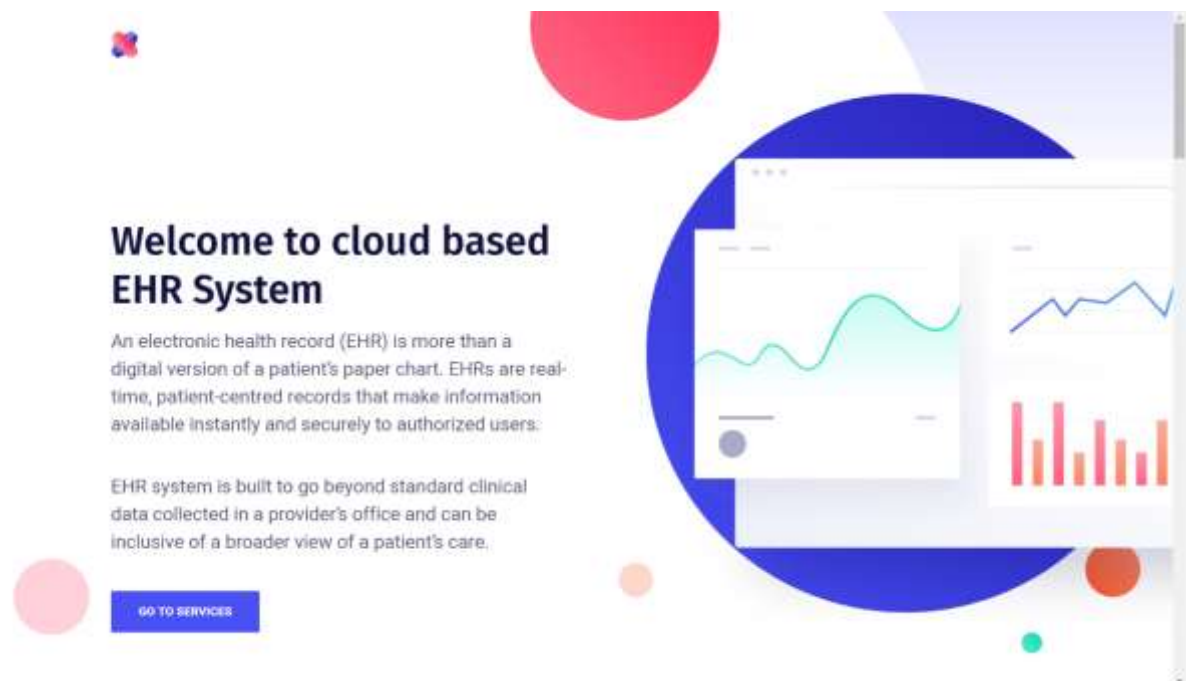 Welcome to cloud based
EHR System
An electronic health record (EHR) is more than a
digital version of a patient's paper chart. EHRs are real-
time, patient-centred records that make information
available instantly and securely to authorized users.
EHR system is built to go beyond standard clinical
data collected in a provider's office and can be
inclusive of a broader view of a patient's care.
GO TO SERVICES